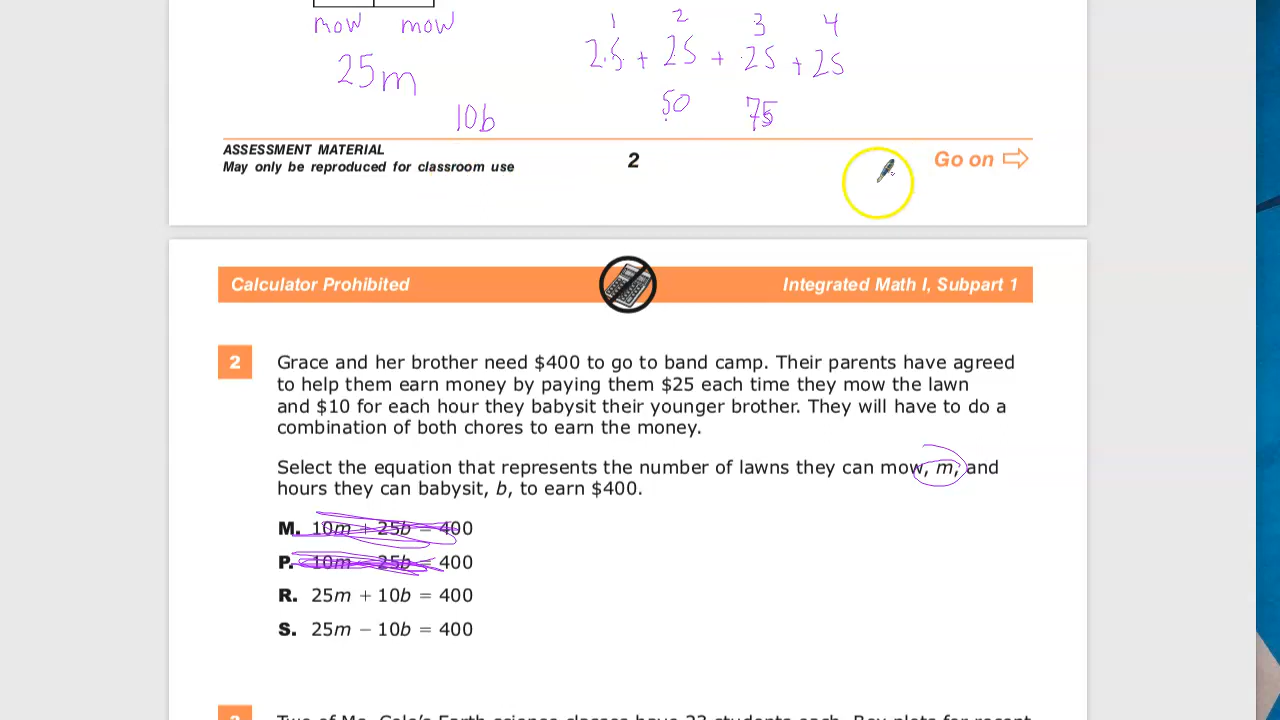 mow mow
1 2 3 4
25 + 25 + 25 + 25
25m
50 75
10b
ASSESSMENT MATERIAL
May only be reproduced for classroom use
2
Go on
Calculator Prohibited
Integrated Math I, Subpart 1
2
Grace and her brother need $400 to go to band camp. Their parents have agreed
to help them earn money by paying them $25 each time they mow the lawn
and $10 for each hour they babysit their younger brother. They will have to do a
combination of both chores to earn the money.
Select the equation that represents the number of lawns they can mow, m, and
hours they can babysit, b, to earn $400.
M. 10m + 25b = 400
P. 10m − 25b = 400
R. 25m + 10b = 400
S. 25m − 10b = 400